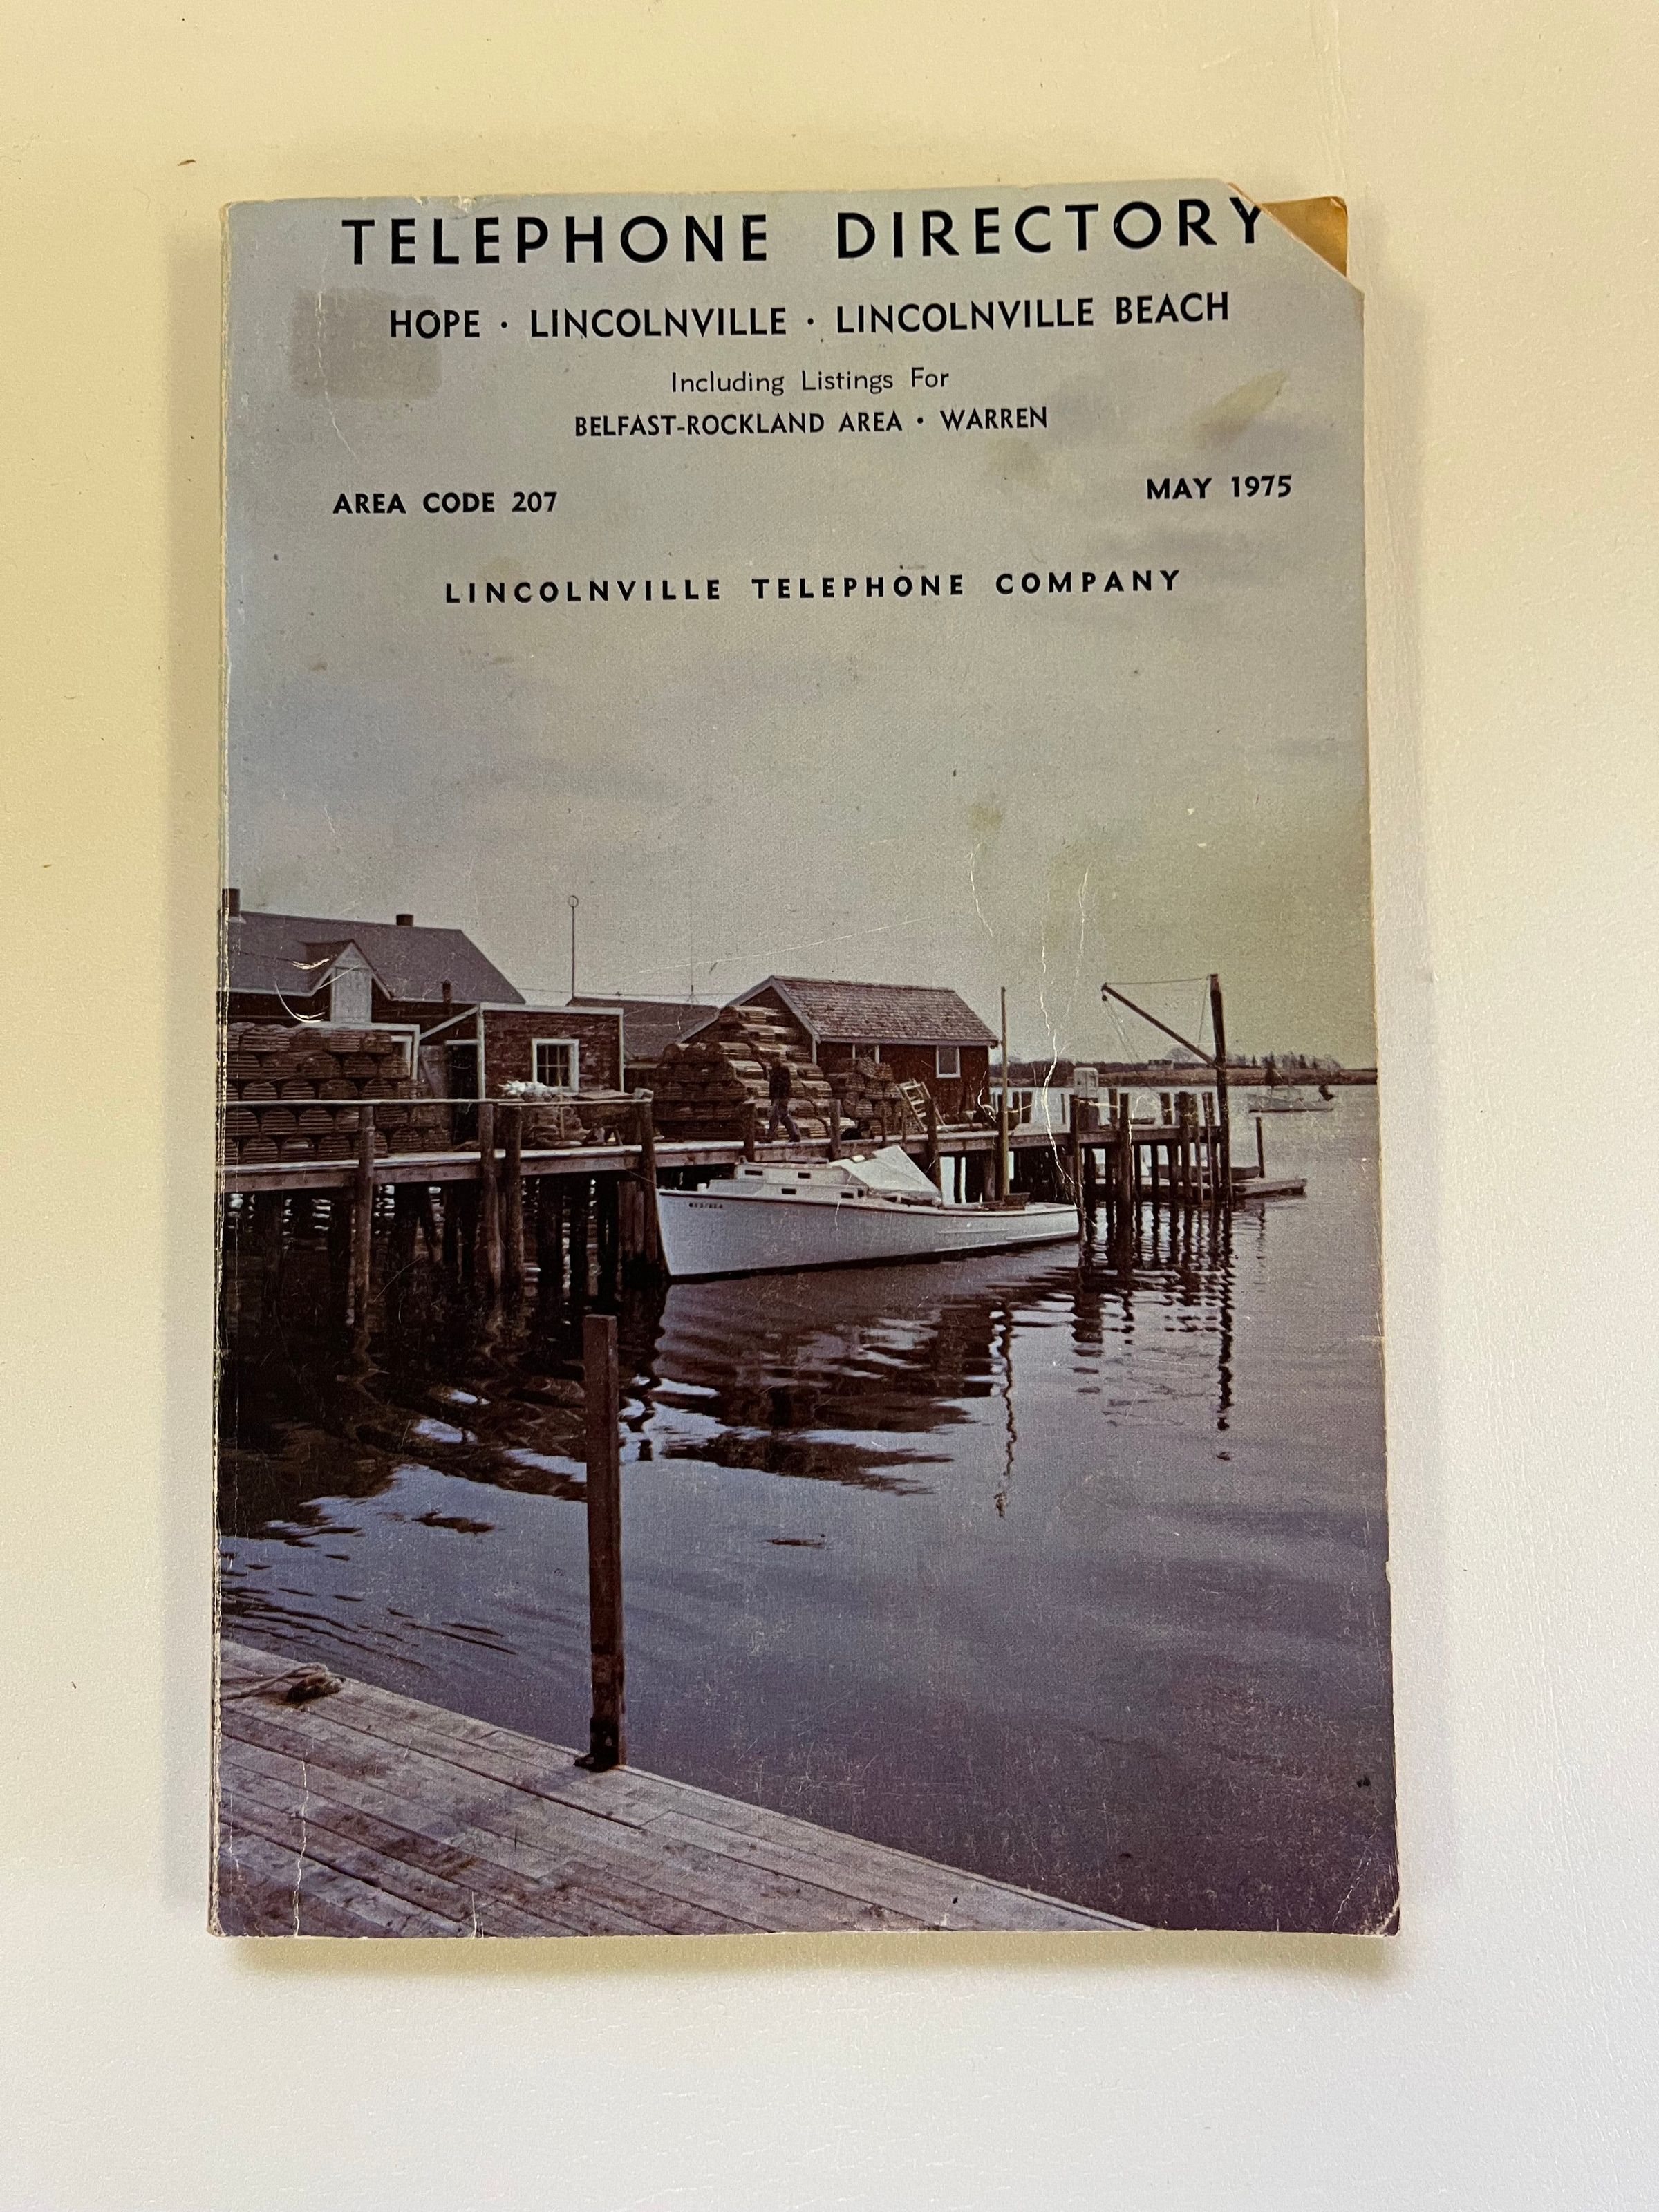 TELEPHONE DIRECTORY
HOPE · LINCOLNVILLE · LINCOLNVILLE BEACH
Including Listings For
BELFAST-ROCKLAND AREA · WARREN
AREA CODE 207
MAY 1975
LINCOLNVILLE TELEPHONE COMPANY